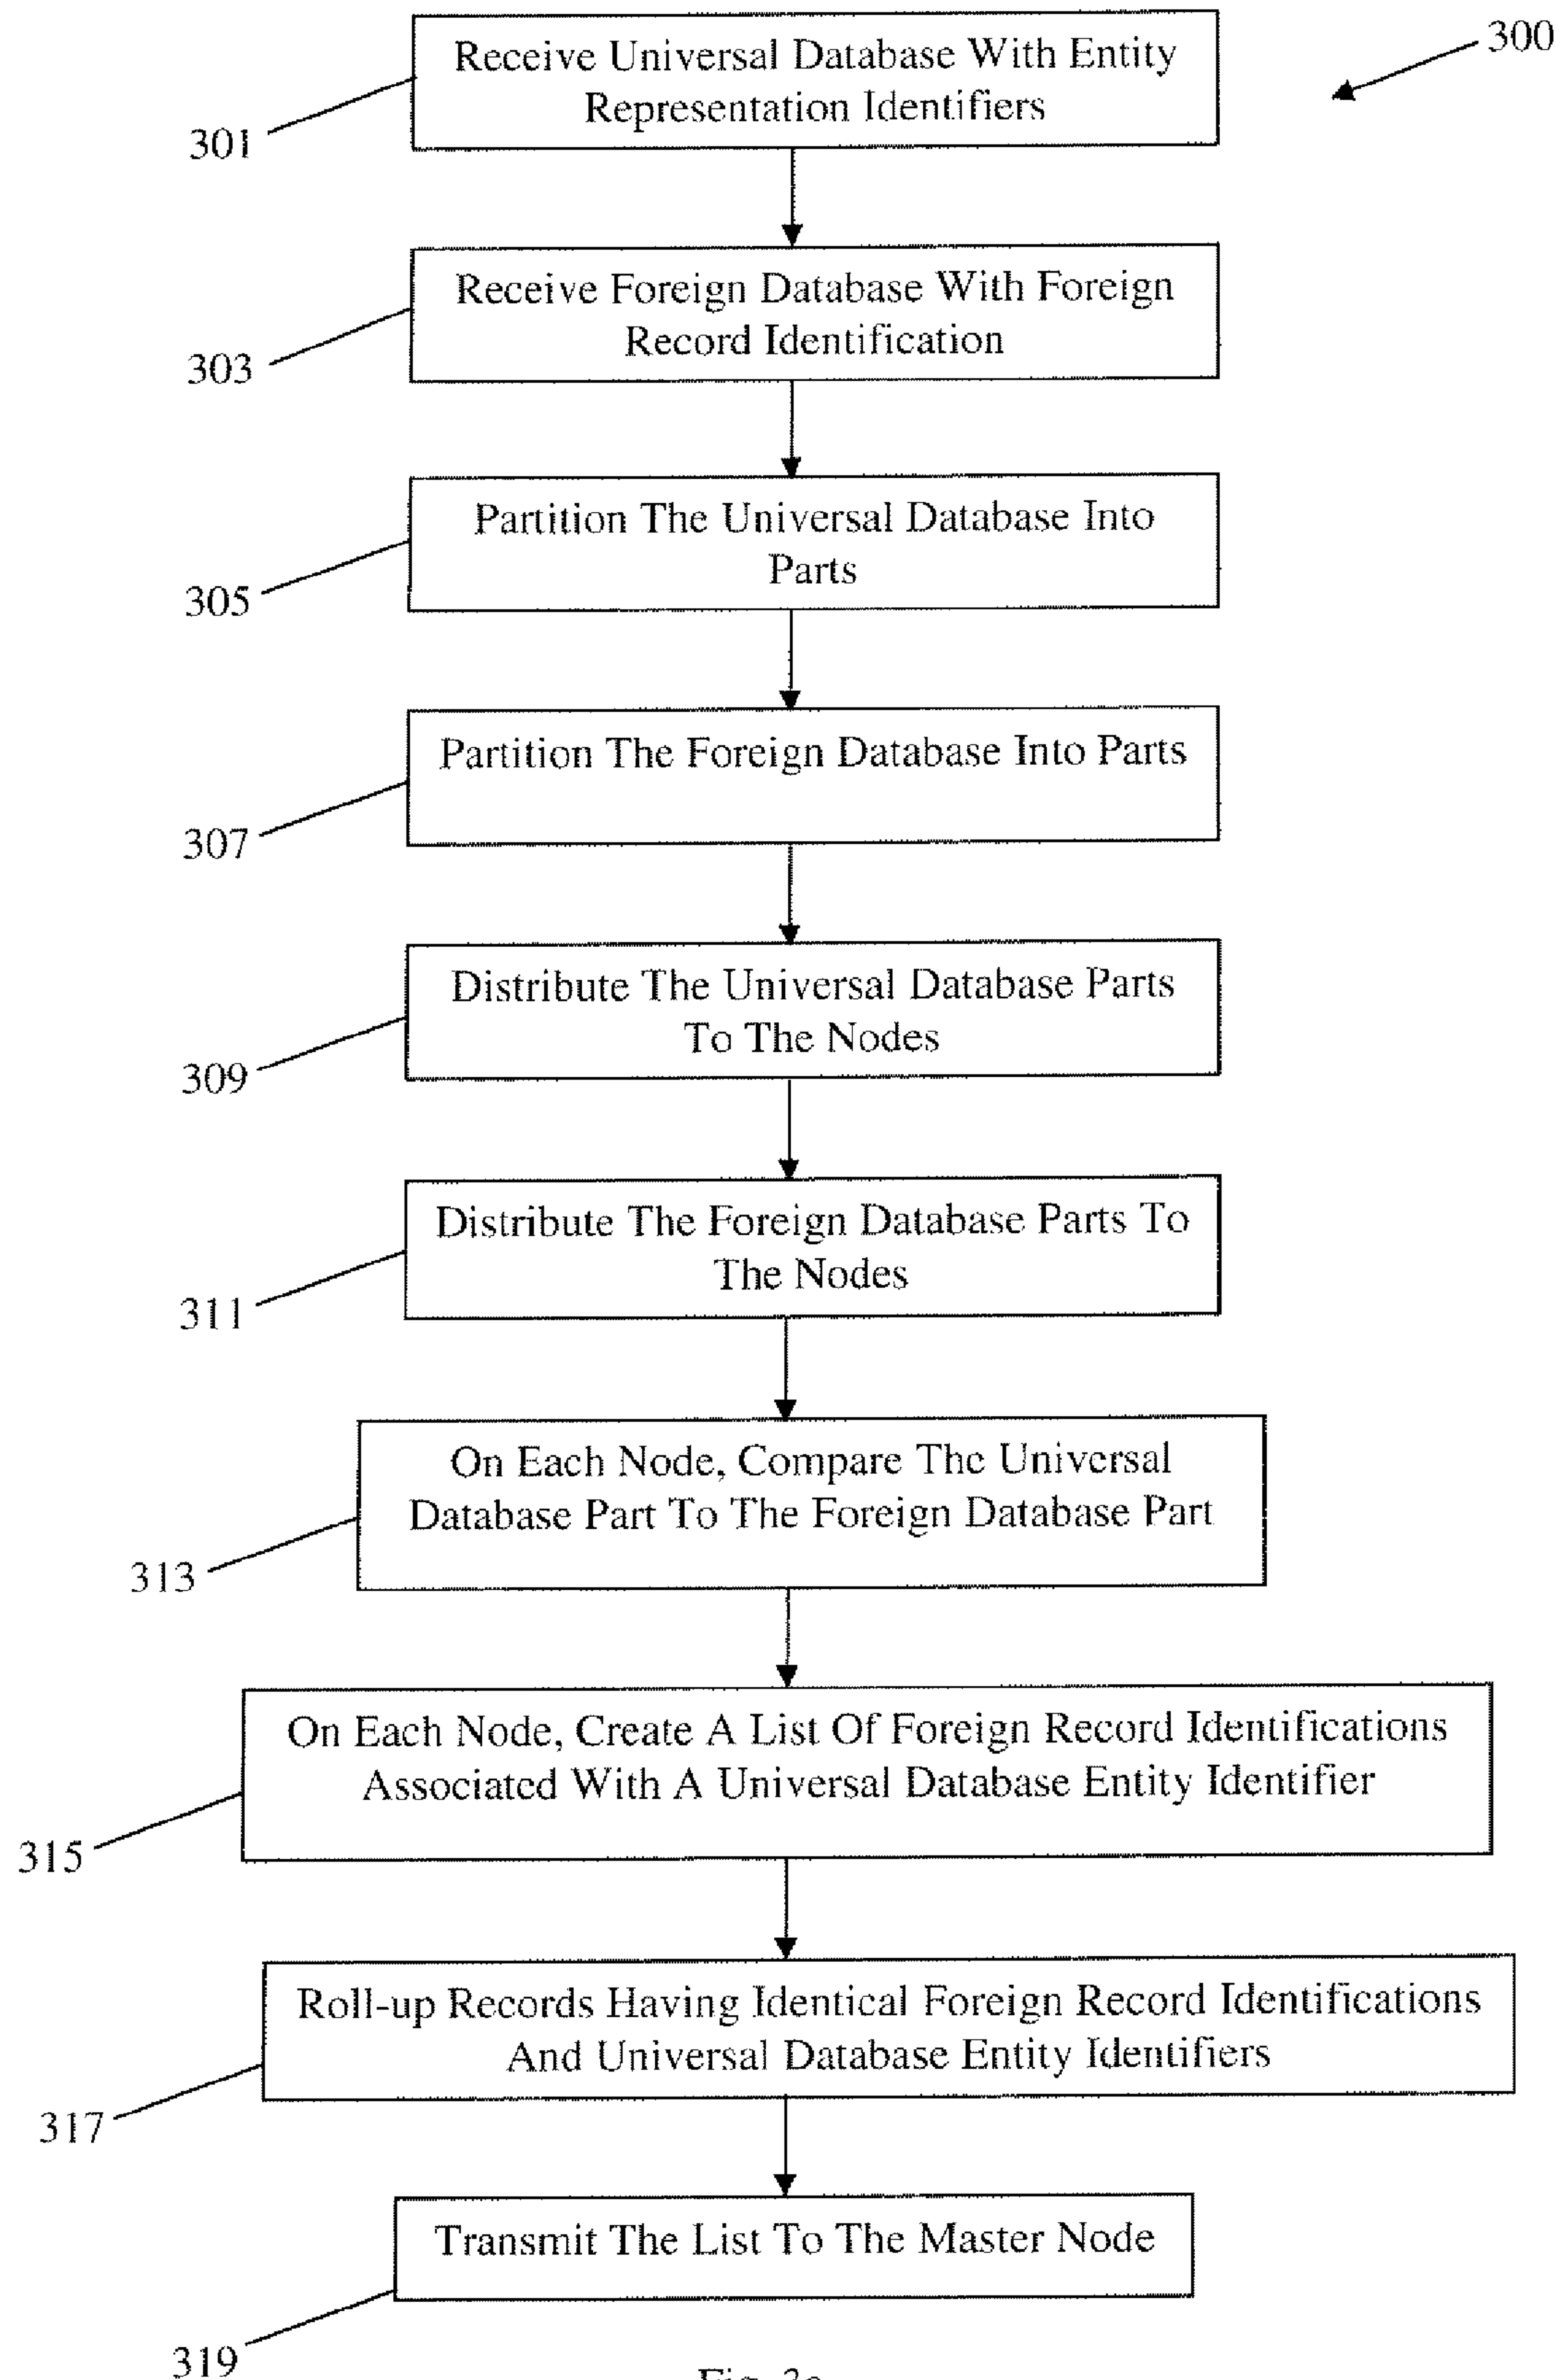 300
Receive Universal Database With Entity
Representation Identifiers
301
Receive Foreign Database With Foreign
Record Identification
303
Partition The Universal Database Into
Parts
305
Partition The Foreign Database Into Parts
307
Distribute The Universal Database Parts
To The Nodes
309
Distribute The Foreign Database Parts To
The Nodes
311
On Each Node, Compare The Universal
Database Part To The Foreign Database Part
313
On Each Node, Create A List Of Foreign Record Identifications
Associated With A Universal Database Entity Identifier
315
Roll-up Records Having Identical Foreign Record Identifications
And Universal Database Entity Identifiers
317
Transmit The List To The Master Node
319
Fig.